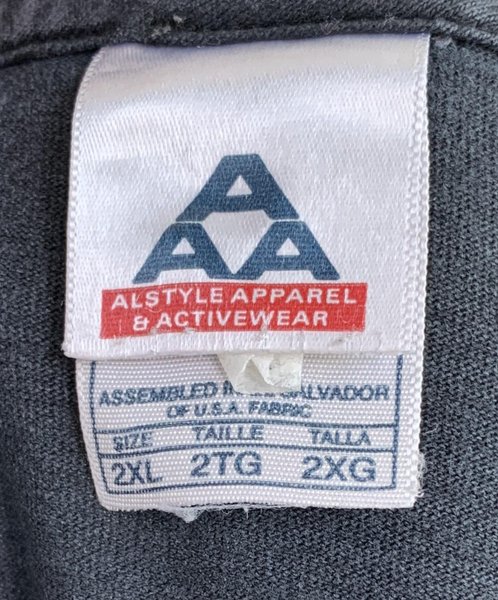 AAA
ALSTYLE APPAREL
& ACTIVEWEAR
ASSEMBLED SALVADOR
OF U.S.A. FABRIC
SIZE TAILLE TALLA
2XL 2TG 2XG